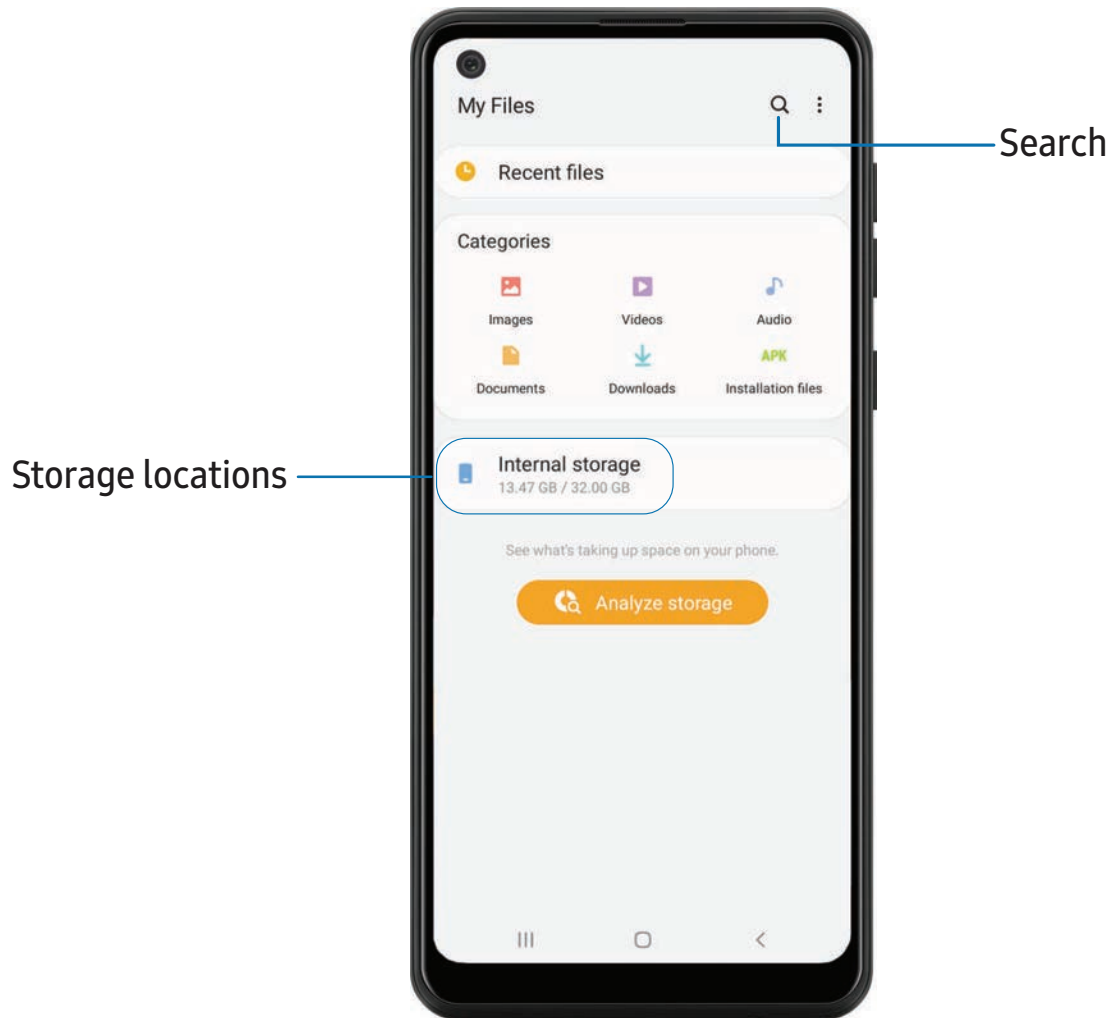 My Files
Search
Recent files
Categories
Images Videos Audio
APK
Documents Downloads Installation files
Storage locations
Internal storage
13.47 GB / 32.00 GB
See what's taking up space on your phone.
Analyze storage